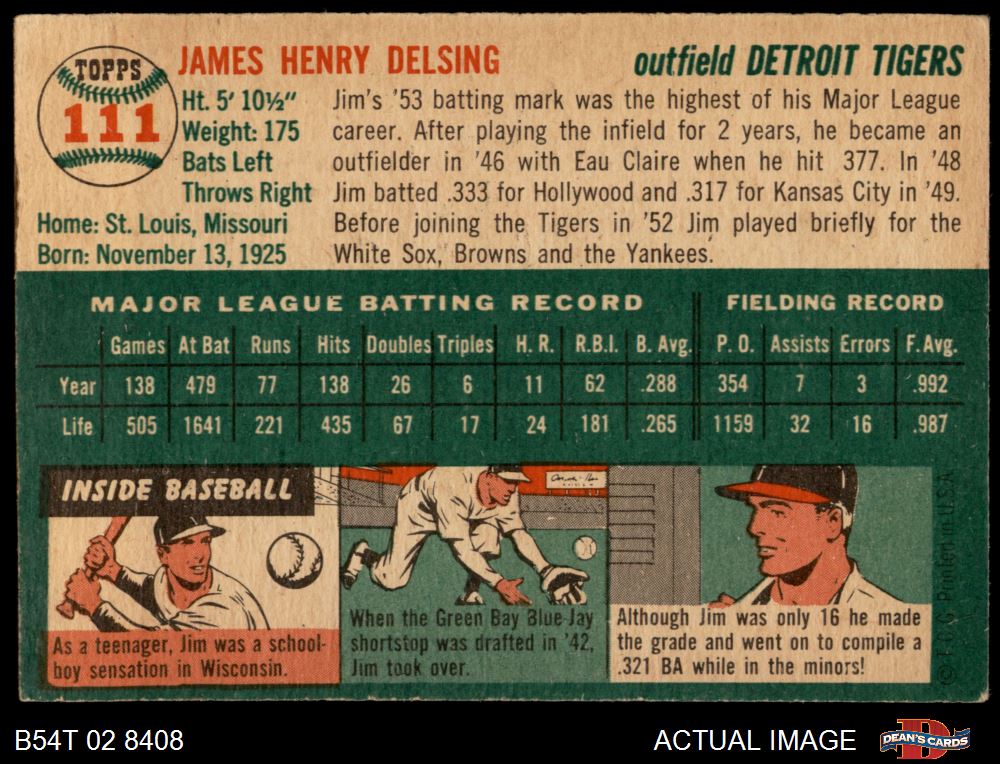 TOPPS
111
JAMES HENRY DELSING
outfield DETROIT TIGERS
Ht. 5' 10½"
Weight: 175
Bats Left
Throws Right
Home: St. Louis, Missouri
Born: November 13, 1925
Jim's '53 batting mark was the highest of his Major League
career. After playing the infield for 2 years, he became an
outfielder in '46 with Eau Claire when he hit 377. In '48
Jim batted .333 for Hollywood and .317 for Kansas City in '49.
Before joining the Tigers in '52 Jim played briefly for the
White Sox, Browns and the Yankees.
MAJOR LEAGUE BATTING RECORD FIELDING RECORD
Games At Bat Runs Hits Doubles Triples H. R. R.B.I. B. Avg. P. O. Assists Errors F. Avg.
Year 138 479 77 138 26 6 11 62 .288 354 7 3 .992
Life 505 1641 221 435 67 17 24 181 .265 1159 32 16 .987
INSIDE BASEBALL
As a teenager, Jim was a school-
boy sensation in Wisconsin.
When the Green Bay Blue Jay
shortstop was drafted in '42,
Jim took over.
Although Jim was only 16 he made
the grade and went on to compile a
.321 BA while in the minors!
© T. C. G. Printed in U. S. A.
B54T 02 8408
ACTUAL IMAGE
DEAN'S CARDS